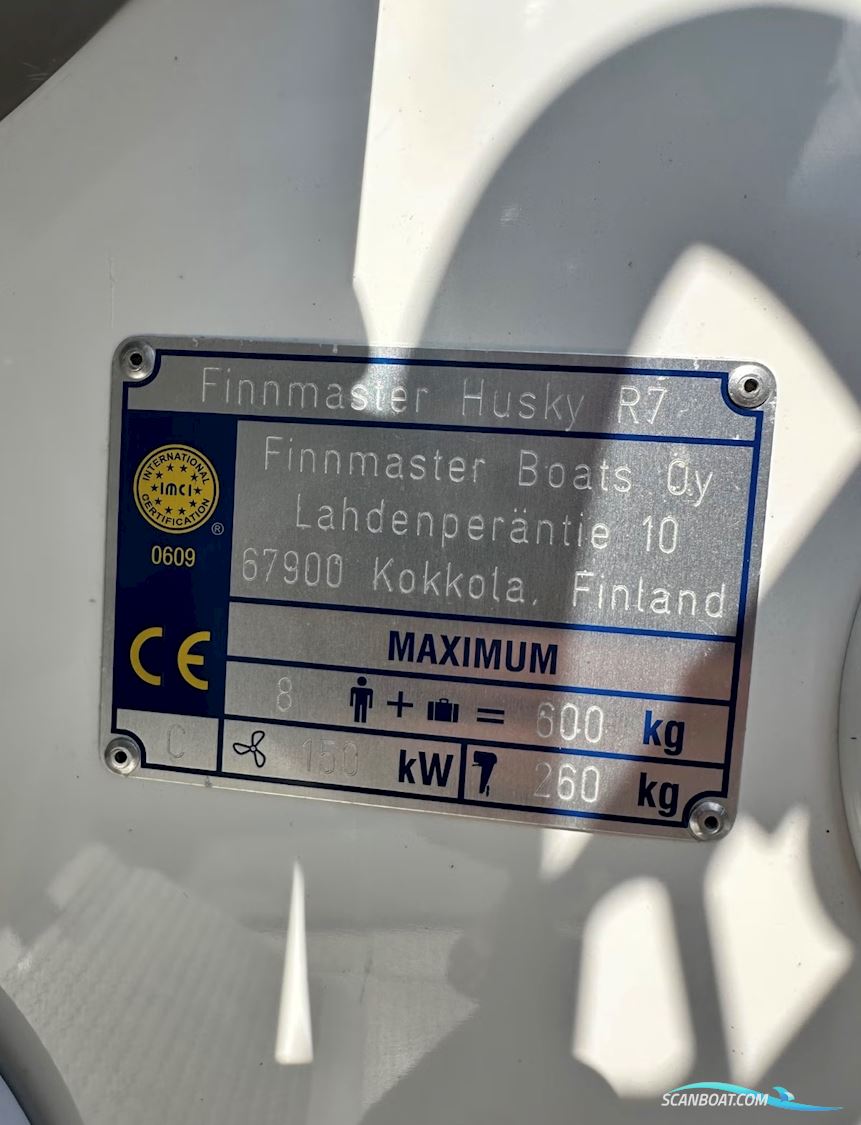 Finnmaster Husky R7
INTERNATIONAL
IMCI
CERTIFICATION
®
0609
Finnmaster Boats Oy
Lahdenperäntie 10
67900 Kokkola, Finland
CE
MAXIMUM
8 + = 600 kg
C 150 kW 260 kg
SCANBOAT.COM